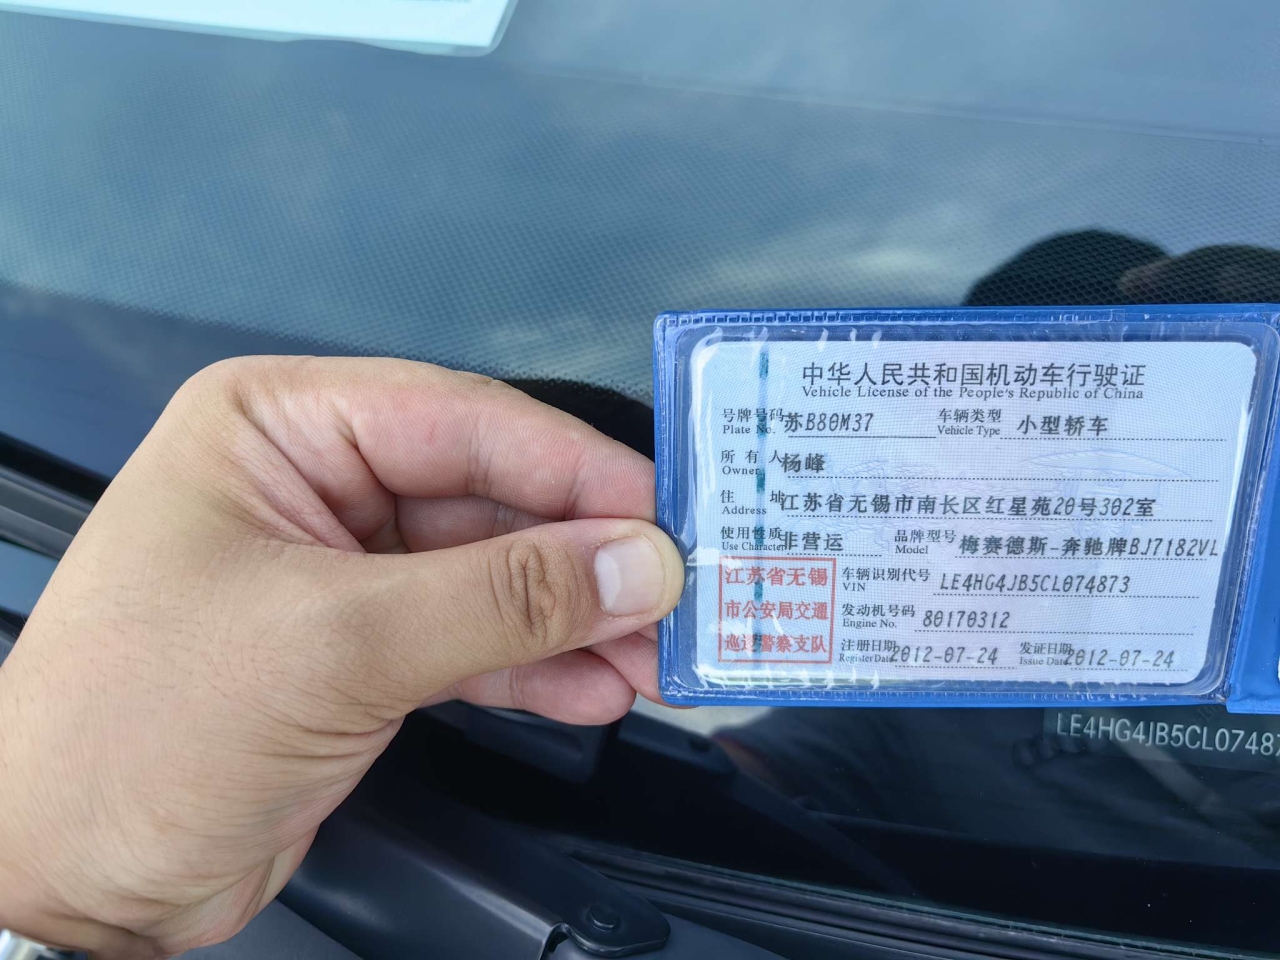 中华人民共和国机动车行驶证
Vehicle License of the People's Republic of China
号牌号码 苏B80M37 车辆类型 小型轿车
Plate No. Vehicle Type
所有人 杨峰
Owner
住址 江苏省无锡市南长区红星苑20号302室
Address
使用性质 非营运 品牌型号 梅赛德斯-奔驰牌BJ7182VL
Use Character Model
江苏省无锡
市公安局交通
巡逻警察支队
车辆识别代号 LE4HG4JB5CL074873
VIN
发动机号码 80170312
Engine No.
注册日期 2012-07-24 发证日期 2012-07-24
Register Date Issue Date
LE4HG4JB5CL0748